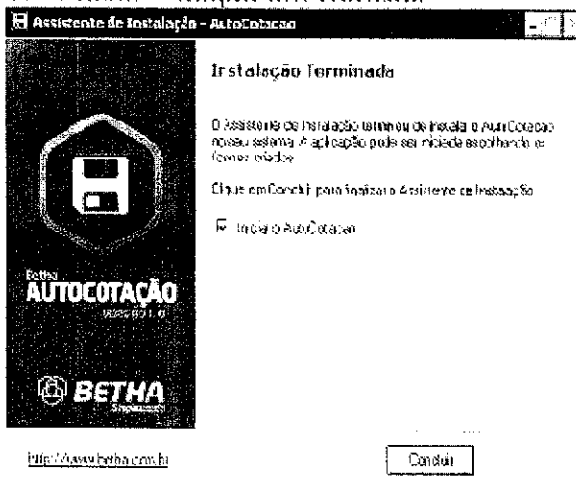 Assistente de Instalação - AutoCotacao
Instalação Terminada
O Assistente de Instalação terminou de instalar o AutoCotacao
no seu sistema. A aplicação pode ser iniciada escolhendo os
ícones criados.
Clique em Concluir para finalizar o Assistente de Instalação.
Iniciar o AutoCotacao
Betha
AUTOCOTAÇÃO
BETHA
http://www.betha.com.br
Concluir